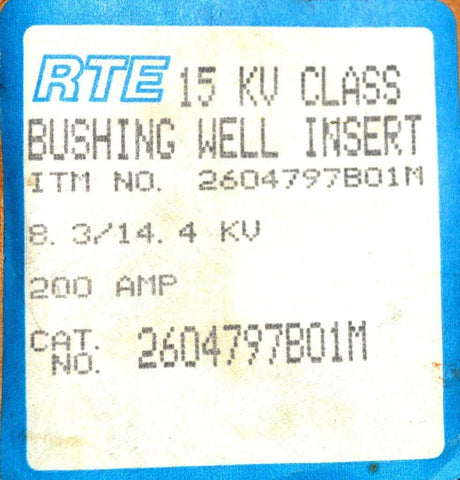 RTE 15 KV CLASS
BUSHING WELL INSERT
ITM NO. 2604797B01M
8.3/14.4 KV
200 AMP
CAT. NO. 2604797B01M